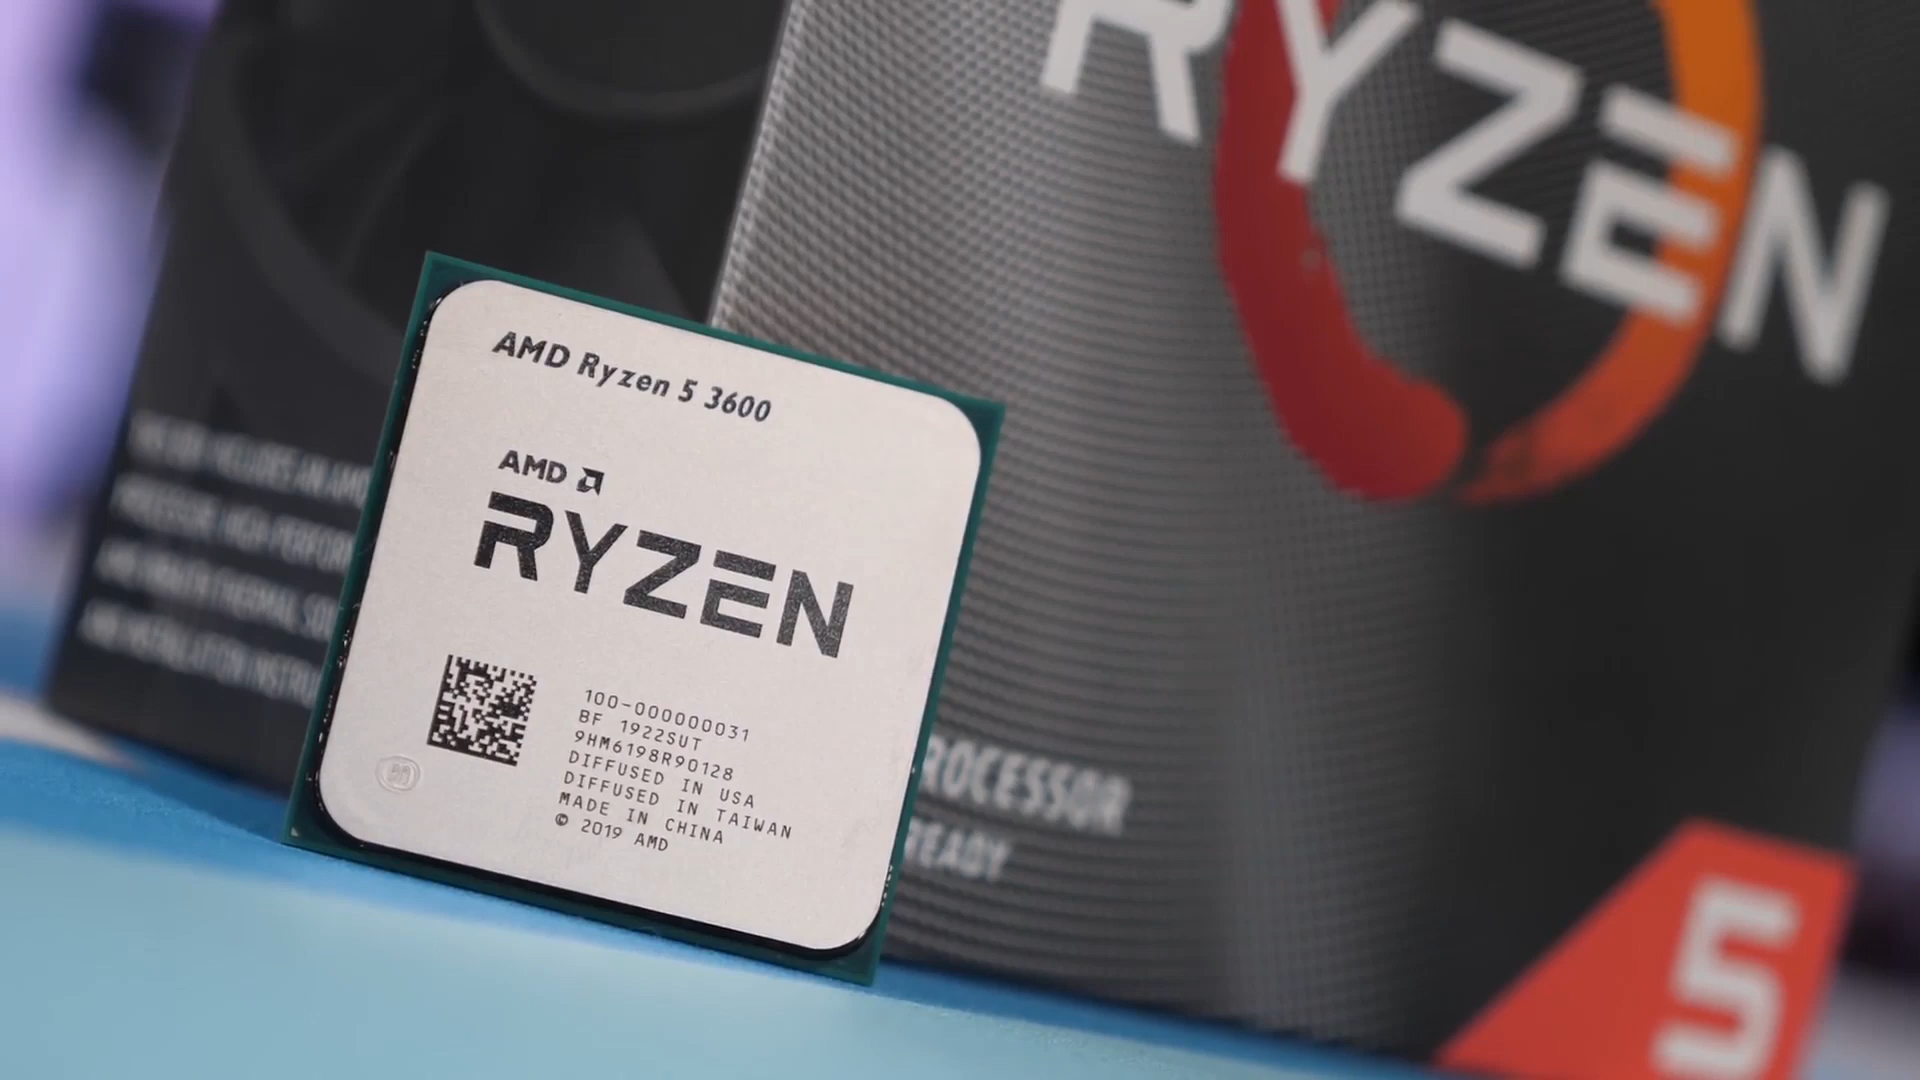 RYZEN
AMD Ryzen 5 3600
AMD
RYZEN
100-000000031
BF 1922SUT
9HM6198R90128
DIFFUSED IN USA
DIFFUSED IN TAIWAN
MADE IN CHINA
© 2019 AMD
ROCESSOR
READY
5